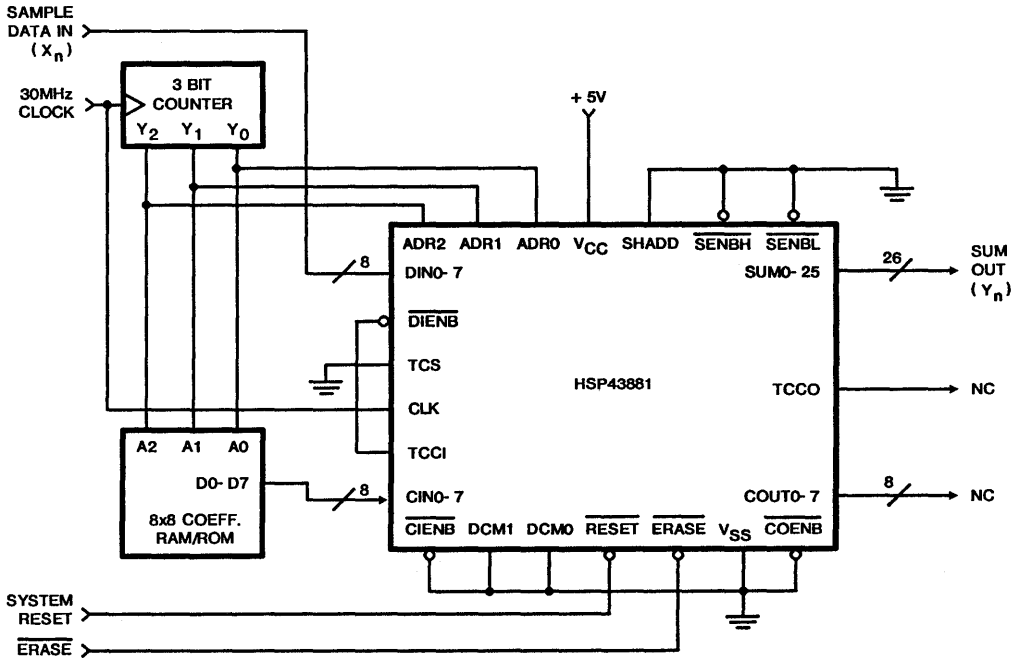 SAMPLE
DATA IN
(Xn)
30MHz
CLOCK
3 BIT
COUNTER
Y2 Y1 Y0
+ 5V
ADR2 ADR1 ADR0 VCC SHADD SENBH SENBL
8 DIN0- 7
SUM0- 25 26
SUM
OUT
(Yn)
DIENB
TCS
HSP43881
TCCO NC
CLK
TCCI
A2 A1 A0
D0- D7
8x8 COEFF.
RAM/ROM
8 CIN0- 7
COUT0- 7 8 NC
CIENB DCM1 DCM0 RESET ERASE VSS COENB
SYSTEM
RESET
ERASE